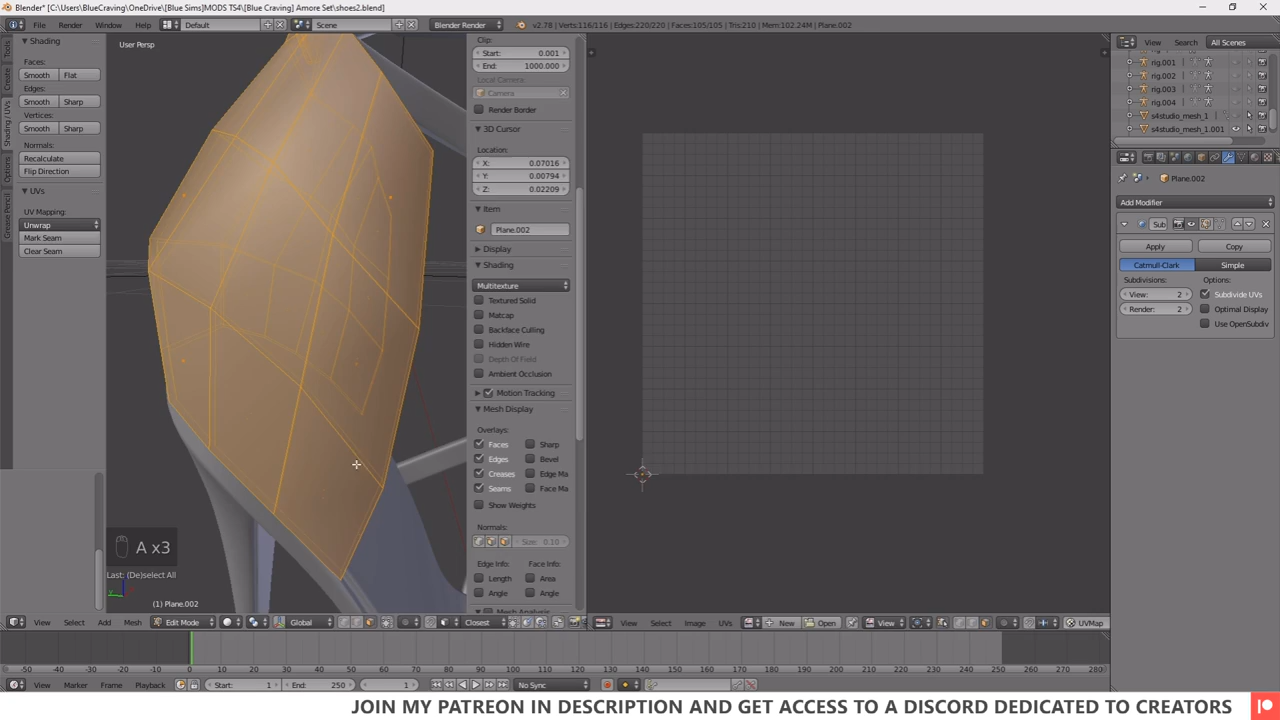 Blender* [C:\Users\BlueCraving\OneDrive\[Blue Sims]MODS TS4\[Blue Craving] Amore Set\shoes2.blend]
File Render Window Help Default Scene Blender Render v2.78 | Verts:116/116 | Edges:220/220 | Faces:105/105 | Tris:210 | Mem:102.24M | Plane.002
Tools
Create
Shading / UVs
Options
Grease Pencil
Shading
Faces:
Smooth Flat
Edges:
Smooth Sharp
Vertices:
Smooth Sharp
Normals:
Recalculate
Flip Direction
UVs
UV Mapping:
Unwrap
Mark Seam
Clear Seam
User Persp
A x3
Last: (De)select All
(1) Plane.002
Clip:
Start: 0.001
End: 1000.000
Local Camera:
Camera
Render Border
3D Cursor
Location:
X: 0.07016
Y: 0.00794
Z: 0.02209
Item
Plane.002
Display
Shading
Multitexture
Textured Solid
Matcap
Backface Culling
Hidden Wire
Depth Of Field
Ambient Occlusion
Motion Tracking
Mesh Display
Overlays:
Faces Sharp
Edges Bevel
Creases Edge Ma
Seams Face Ma
Show Weights
Normals:
Size: 0.10
Edge Info: Face Info:
Length Area
Angle Angle
Mesh Analysis
View Search All Scenes
rig.001
rig.002
rig.003
rig.004
s4studio_mesh_1
s4studio_mesh_1.001
Plane.002
Add Modifier
Sub
Apply Copy
Catmull-Clark Simple
Subdivisions: Options:
View: 2 Subdivide UVs
Render: 2 Optimal Display
Use OpenSubdiv
View Select Add Mesh Edit Mode Global Closest
View Select Image UVs New Open View UVMap
-50 -40 -30 -20 -10 0 10 20 30 40 50 60 70 80 90 100 110 120 130 140 150 160 170 180 190 200 210 220 230 240 250 260 270 280
View Marker Frame Playback Start: 1 End: 250 1 No Sync
JOIN MY PATREON IN DESCRIPTION AND GET ACCESS TO A DISCORD DEDICATED TO CREATORS